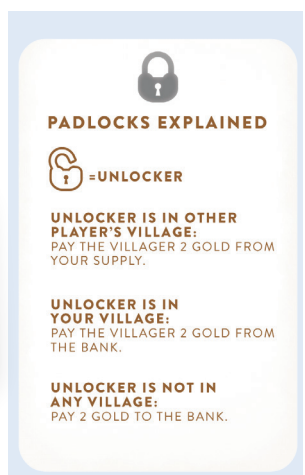 PADLOCKS EXPLAINED
=UNLOCKER
UNLOCKER IS IN OTHER
PLAYER'S VILLAGE:
PAY THE VILLAGER 2 GOLD FROM
YOUR SUPPLY.
UNLOCKER IS IN
YOUR VILLAGE:
PAY THE VILLAGER 2 GOLD FROM
THE BANK.
UNLOCKER IS NOT IN
ANY VILLAGE:
PAY 2 GOLD TO THE BANK.